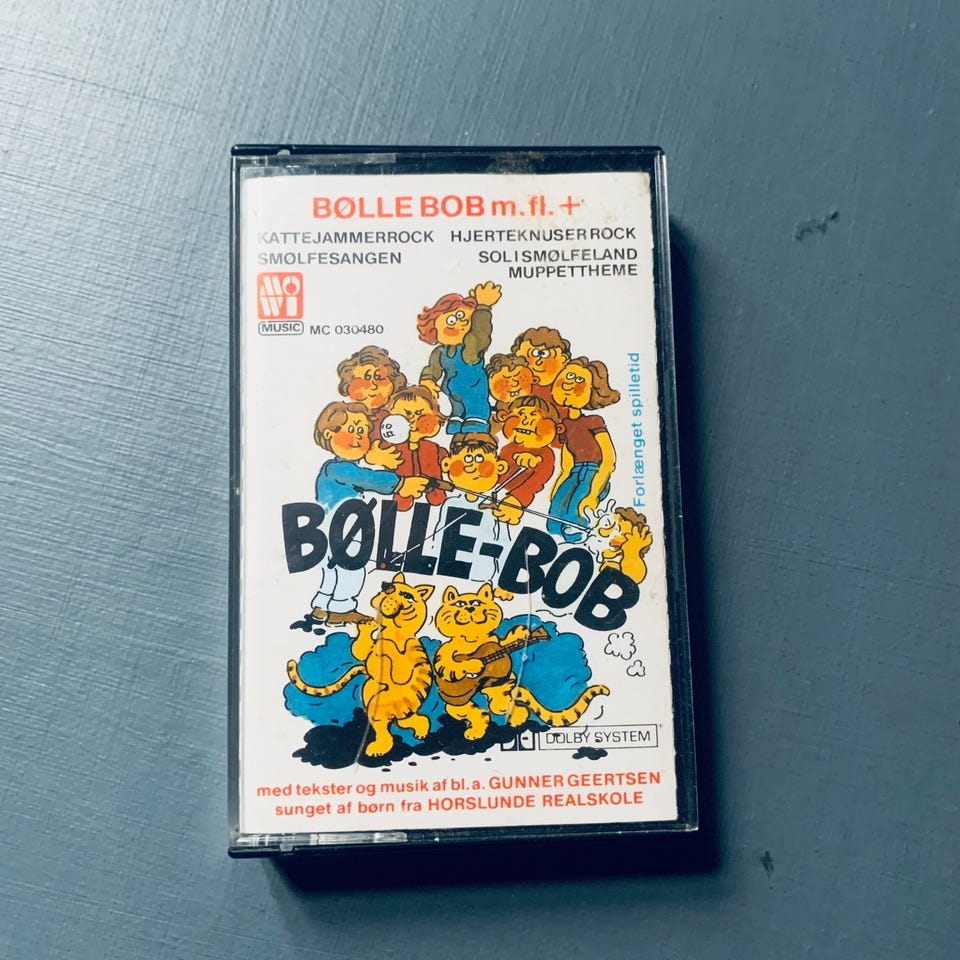 BØLLE BOB m.fl. +
KATTEJAMMERROCK HJERTEKNUSERROCK
SMØLFESANGEN SOL I SMØLFELAND
MUPPETTHEME
MOWI
MUSIC MC 030480
Forlænget spilletid
BØLLE-BOB
DOLBY SYSTEM
med tekster og musik af bl.a. GUNNER GEERTSEN
sunget af børn fra HORSLUNDE REALSKOLE